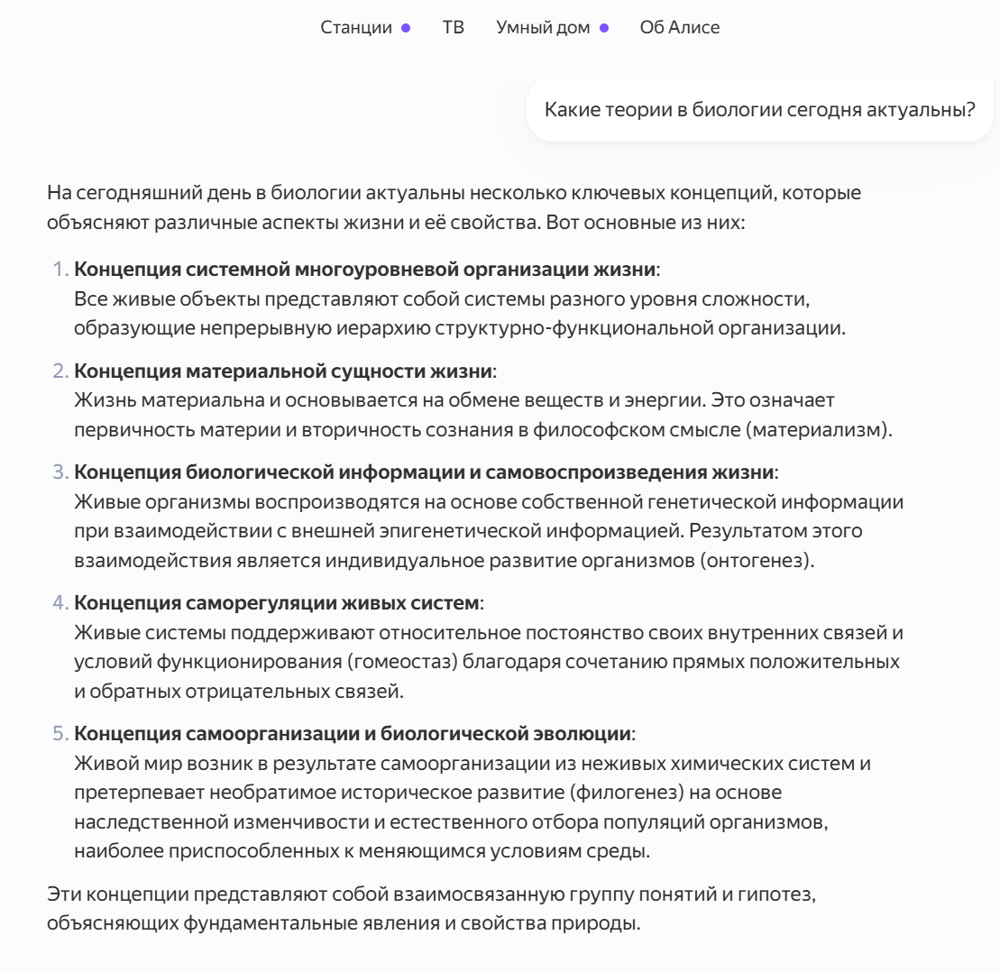 Станции ТВ Умный дом Об Алисе
Какие теории в биологии сегодня актуальны?
На сегодняшний день в биологии актуальны несколько ключевых концепций, которые
объясняют различные аспекты жизни и её свойства. Вот основные из них:
1. Концепция системной многоуровневой организации жизни:
Все живые объекты представляют собой системы разного уровня сложности,
образующие непрерывную иерархию структурно-функциональной организации.
2. Концепция материальной сущности жизни:
Жизнь материальна и основывается на обмене веществ и энергии. Это означает
первичность материи и вторичность сознания в философском смысле (материализм).
3. Концепция биологической информации и самовоспроизведения жизни:
Живые организмы воспроизводятся на основе собственной генетической информации
при взаимодействии с внешней эпигенетической информацией. Результатом этого
взаимодействия является индивидуальное развитие организмов (онтогенез).
4. Концепция саморегуляции живых систем:
Живые системы поддерживают относительное постоянство своих внутренних связей и
условий функционирования (гомеостаз) благодаря сочетанию прямых положительных
и обратных отрицательных связей.
5. Концепция самоорганизации и биологической эволюции:
Живой мир возник в результате самоорганизации из неживых химических систем и
претерпевает необратимое историческое развитие (филогенез) на основе
наследственной изменчивости и естественного отбора популяций организмов,
наиболее приспособленных к меняющимся условиям среды.
Эти концепции представляют собой взаимосвязанную группу понятий и гипотез,
объясняющих фундаментальные явления и свойства природы.